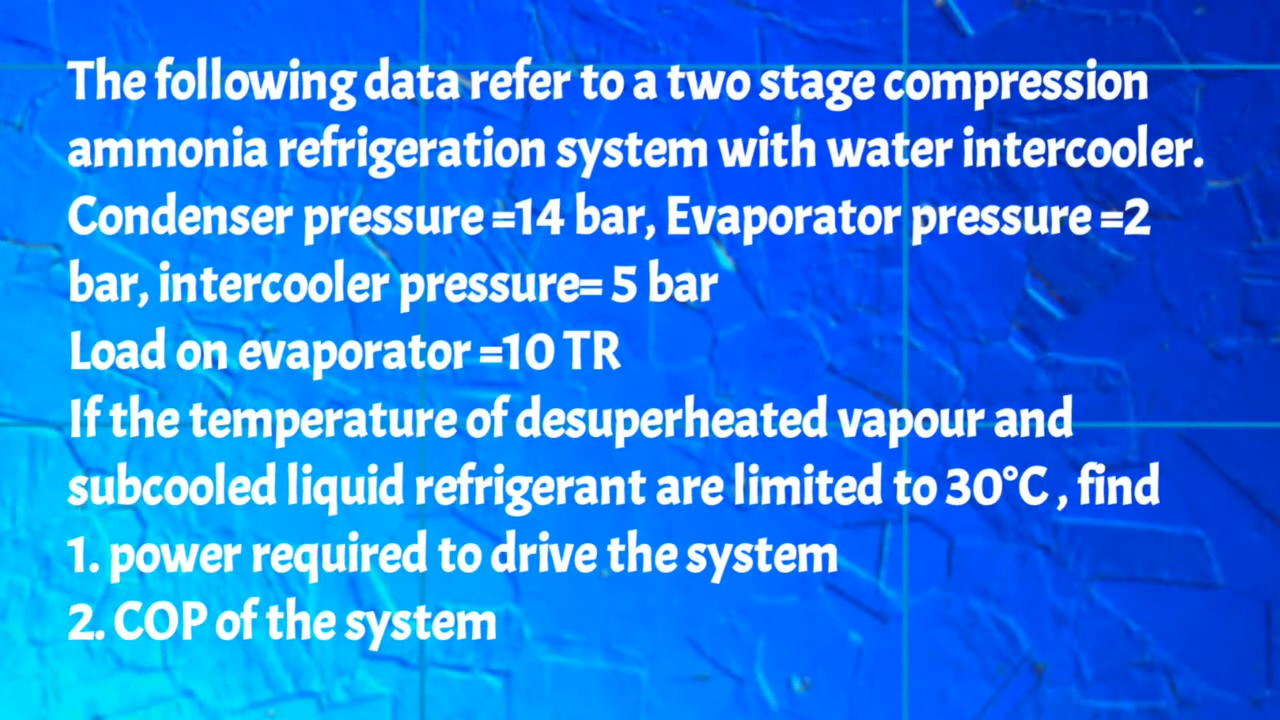 The following data refer to a two stage compression
ammonia refrigeration system with water intercooler.
Condenser pressure =14 bar, Evaporator pressure =2
bar, intercooler pressure= 5 bar
Load on evaporator =10 TR
If the temperature of desuperheated vapour and
subcooled liquid refrigerant are limited to 30°C , find
1. power required to drive the system
2. COP of the system